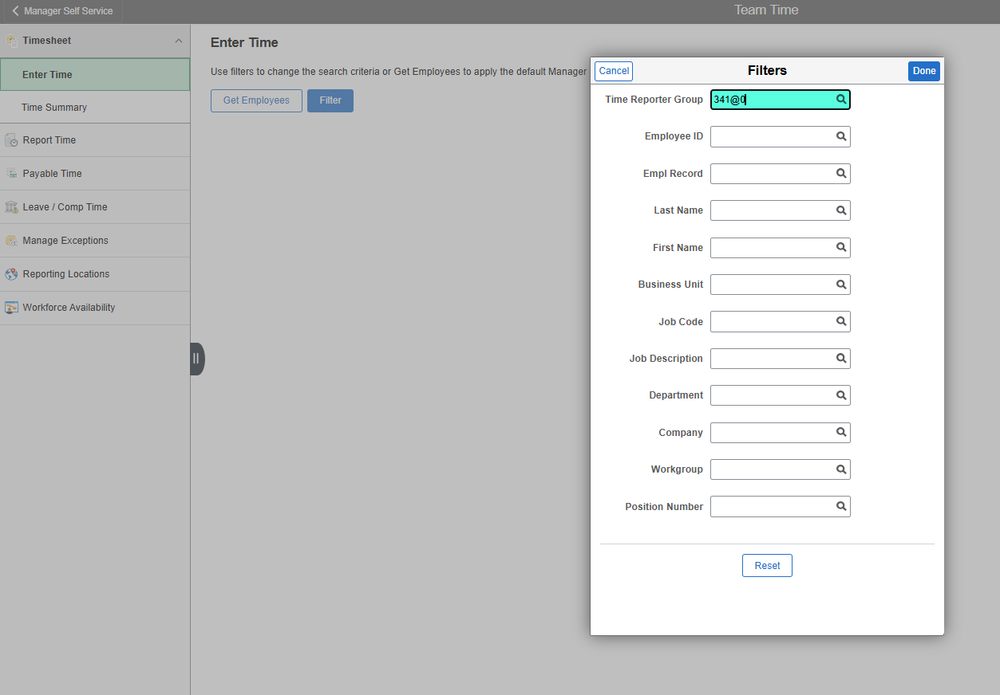 Manager Self Service
Team Time
Timesheet
Enter Time
Time Summary
Report Time
Payable Time
Leave / Comp Time
Manage Exceptions
Reporting Locations
Workforce Availability
Enter Time
Use filters to change the search criteria or Get Employees to apply the default Manager
Get Employees
Filter
Cancel
Filters
Done
Time Reporter Group
341@0
Employee ID
Empl Record
Last Name
First Name
Business Unit
Job Code
Job Description
Department
Company
Workgroup
Position Number
Reset